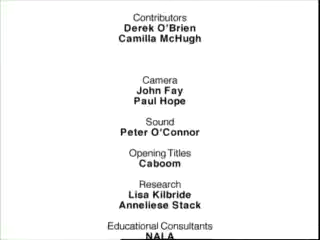 Contributors
Derek O'Brien
Camilla McHugh
Camera
John Fay
Paul Hope
Sound
Peter O'Connor
Opening Titles
Caboom
Research
Lisa Kilbride
Anneliese Stack
Educational Consultants
NALA